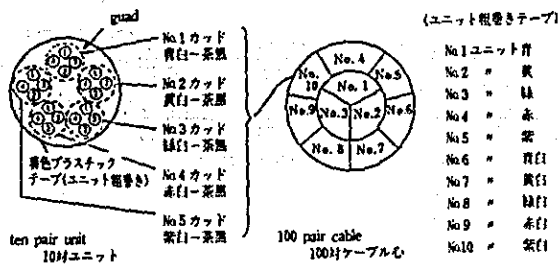 guad
No.1カッド
青白〜茶黒
No.2カッド
黄白〜茶黒
No.3カッド
緑白〜茶黒
No.4カッド
赤白〜茶黒
No.5カッド
紫白〜茶黒
着色プラスチック
テープ(ユニット粗巻き)
ten pair unit
10対ユニット
No.1
No.2
No.3
No.4
No.5
No.6
No.7
No.8
No.9
No.10
100 pair cable
100対ケーブル心
(ユニット粗巻きテープ)
No.1 ユニット 青
No.2 〃 黄
No.3 〃 緑
No.4 〃 赤
No.5 〃 紫
No.6 〃 青白
No.7 〃 黄白
No.8 〃 緑白
No.9 〃 赤白
No.10 〃 紫白